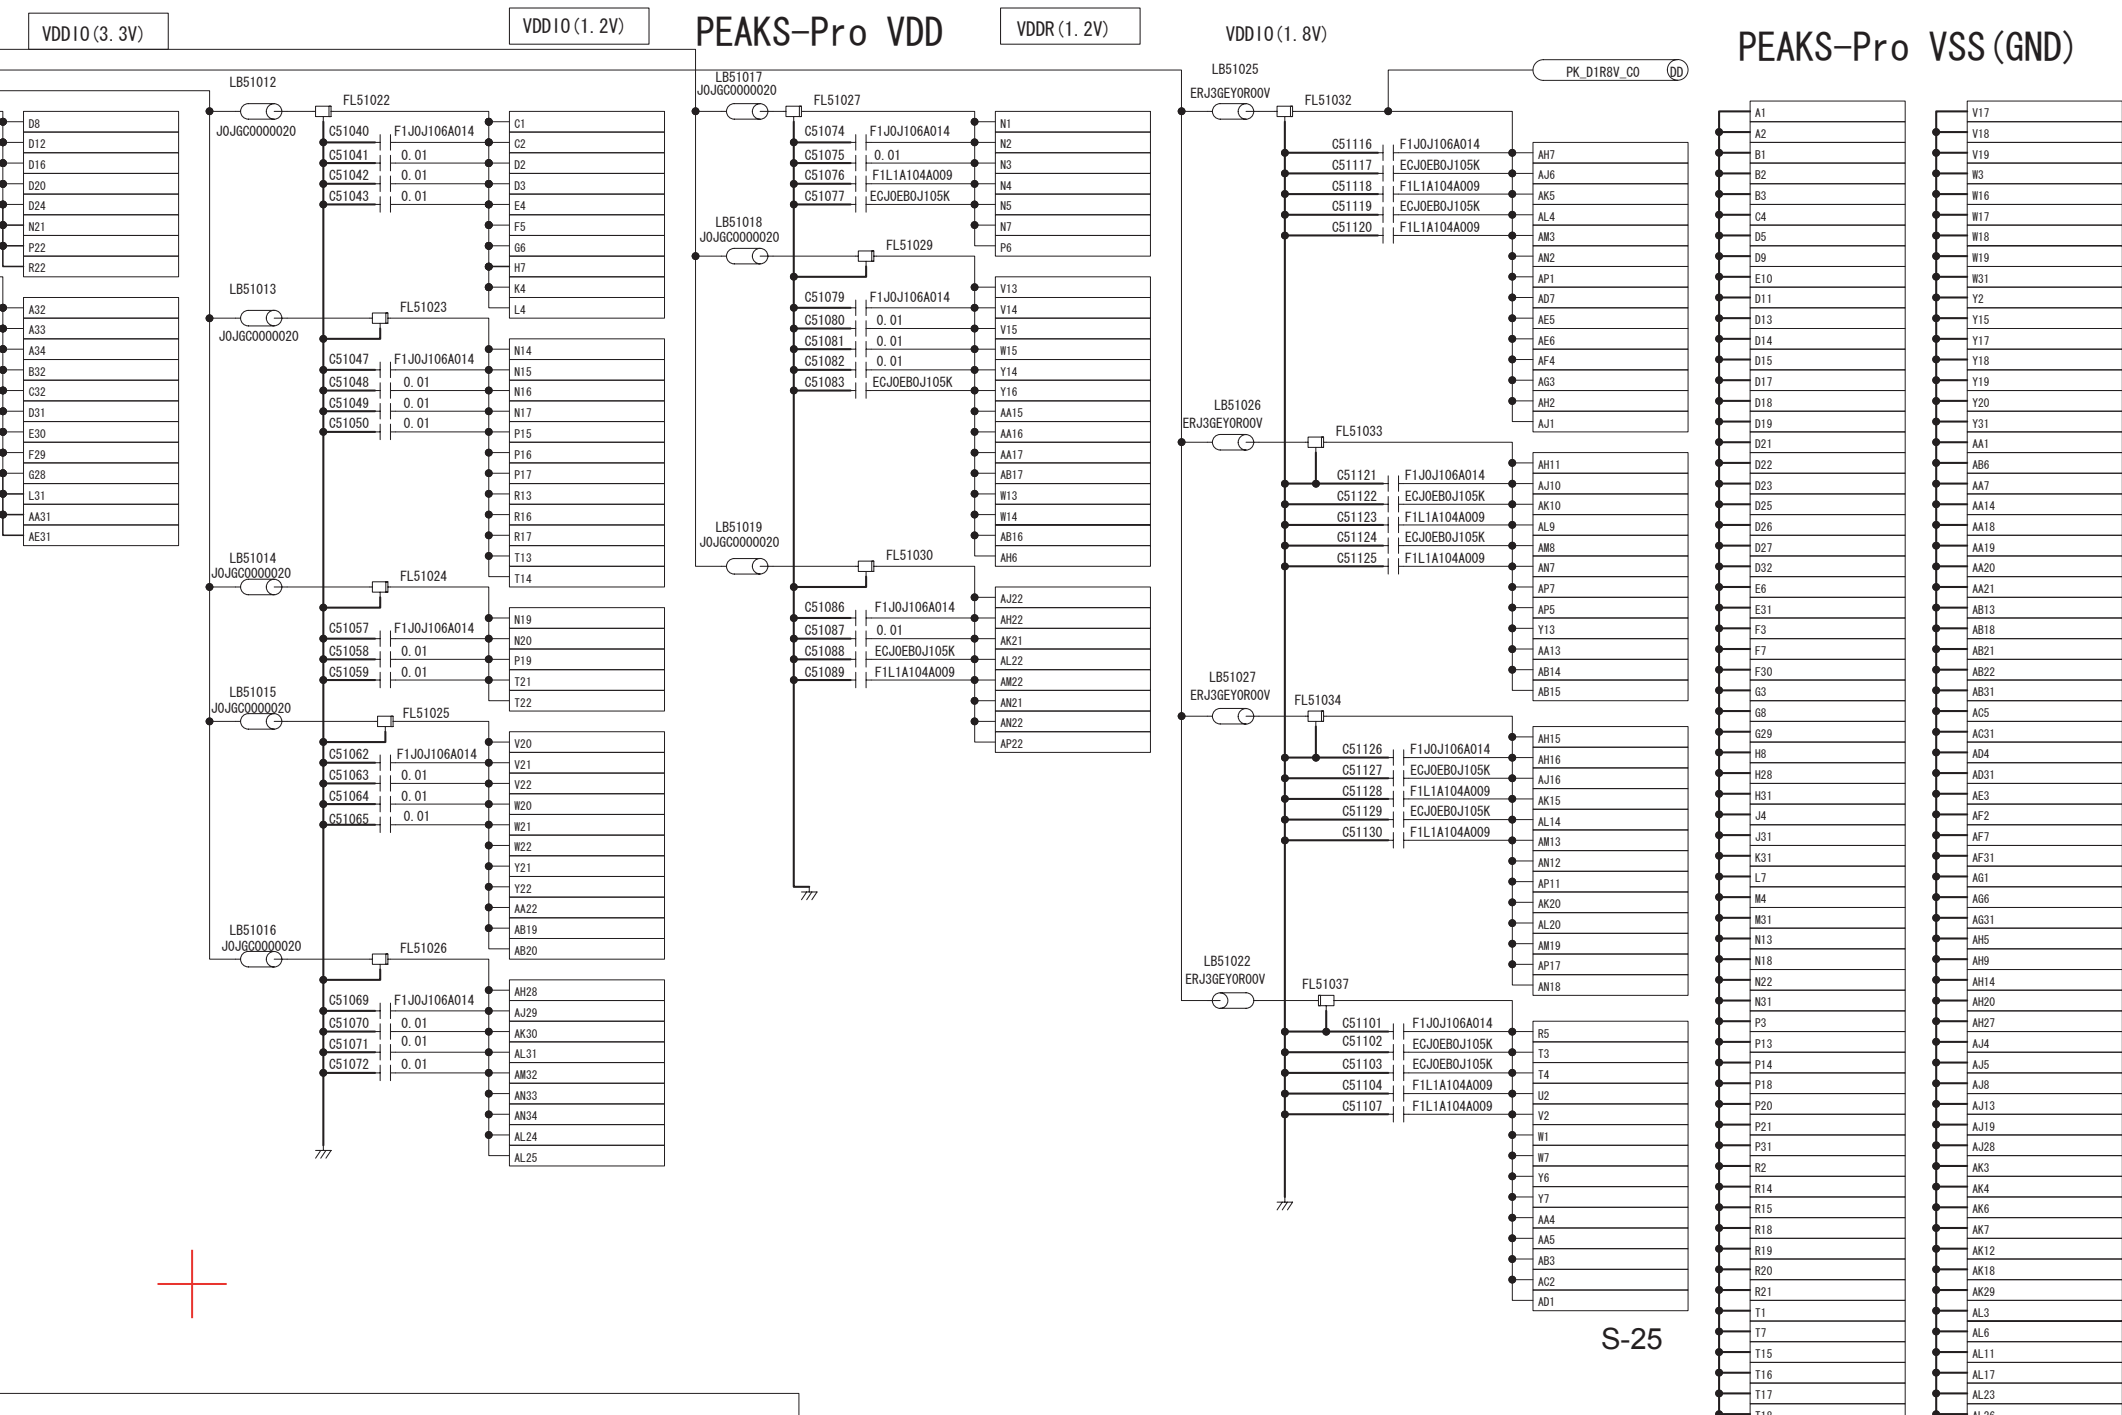 VDDIO(3.3V)
VDDIO(1.2V)
PEAKS-Pro VDD
VDDR(1.2V)
VDDIO(1.8V)
PEAKS-Pro VSS(GND)
D8
D12
D16
D20
D24
N21
P22
R22
A32
A33
A34
B32
C32
D31
E30
F29
G28
L31
AA31
AE31
LB51012
J0JGC0000020
FL51022
C51040 F1J0J106A014
C51041 0.01
C51042 0.01
C51043 0.01
C1
C2
D2
D3
E4
F5
G6
H7
K4
L4
LB51013
J0JGC0000020
FL51023
C51047 F1J0J106A014
C51048 0.01
C51049 0.01
C51050 0.01
N14
N15
N16
N17
P15
P16
P17
R13
R16
R17
T13
T14
LB51014
J0JGC0000020
FL51024
C51057 F1J0J106A014
C51058 0.01
C51059 0.01
N19
N20
P19
T21
T22
LB51015
J0JGC0000020
FL51025
C51062 F1J0J106A014
C51063 0.01
C51064 0.01
C51065 0.01
V20
V21
V22
W20
W21
W22
Y21
Y22
AA22
AB19
AB20
LB51016
J0JGC0000020
FL51026
C51069 F1J0J106A014
C51070 0.01
C51071 0.01
C51072 0.01
AH28
AJ29
AK30
AL31
AM32
AN33
AN34
AL24
AL25
LB51017
J0JGC0000020
FL51027
C51074 F1J0J106A014
C51075 0.01
C51076 F1L1A104A009
C51077 ECJ0EB0J105K
N1
N2
N3
N4
N5
N7
P6
LB51018
J0JGC0000020
FL51029
C51079 F1J0J106A014
C51080 0.01
C51081 0.01
C51082 0.01
C51083 ECJ0EB0J105K
V13
V14
V15
W15
Y14
Y16
AA15
AA16
AA17
AB17
W13
W14
AB16
AH6
LB51019
J0JGC0000020
FL51030
C51086 F1J0J106A014
C51087 0.01
C51088 ECJ0EB0J105K
C51089 F1L1A104A009
AJ22
AH22
AK21
AL22
AM22
AN21
AN22
AP22
LB51025
ERJ3GEY0R00V
FL51032
PK_D1R8V_CO DD
C51116 F1J0J106A014
C51117 ECJ0EB0J105K
C51118 F1L1A104A009
C51119 ECJ0EB0J105K
C51120 F1L1A104A009
AH7
AJ6
AK5
AL4
AM3
AN2
AP1
AD7
AE5
AE6
AF4
AG3
AH2
AJ1
LB51026
ERJ3GEY0R00V
FL51033
C51121 F1J0J106A014
C51122 ECJ0EB0J105K
C51123 F1L1A104A009
C51124 ECJ0EB0J105K
C51125 F1L1A104A009
AH11
AJ10
AK10
AL9
AM8
AN7
AP7
AP5
Y13
AA13
AB14
AB15
LB51027
ERJ3GEY0R00V
FL51034
C51126 F1J0J106A014
C51127 ECJ0EB0J105K
C51128 F1L1A104A009
C51129 ECJ0EB0J105K
C51130 F1L1A104A009
AH15
AH16
AJ16
AK15
AL14
AM13
AN12
AP11
AK20
AL20
AM19
AP17
AN18
LB51022
ERJ3GEY0R00V
FL51037
C51101 F1J0J106A014
C51102 ECJ0EB0J105K
C51103 ECJ0EB0J105K
C51104 F1L1A104A009
C51107 F1L1A104A009
R5
T3
T4
U2
V2
W1
W7
Y6
Y7
AA4
AA5
AB3
AC2
AD1
S-25
A1
A2
B1
B2
B3
C4
D5
D9
E10
D11
D13
D14
D15
D17
D18
D19
D21
D22
D23
D25
D26
D27
D32
E6
E31
F3
F7
F30
G3
G8
G29
H8
H28
H31
J4
J31
K31
L7
M4
M31
N13
N18
N22
N31
P3
P13
P14
P18
P20
P21
P31
R2
R14
R15
R18
R19
R20
R21
T1
T7
T15
T16
T17
T18
V17
V18
V19
W3
W16
W17
W18
W19
W31
Y2
Y15
Y17
Y18
Y19
Y20
Y31
AA1
AB6
AA7
AA14
AA18
AA19
AA20
AA21
AB13
AB18
AB21
AB22
AB31
AC5
AC31
AD4
AD31
AE3
AF2
AF7
AF31
AG1
AG6
AG31
AH5
AH9
AH14
AH20
AH27
AJ4
AJ5
AJ8
AJ13
AJ19
AJ28
AK3
AK4
AK6
AK7
AK12
AK18
AK29
AL3
AL6
AL11
AL17
AL23
AL26